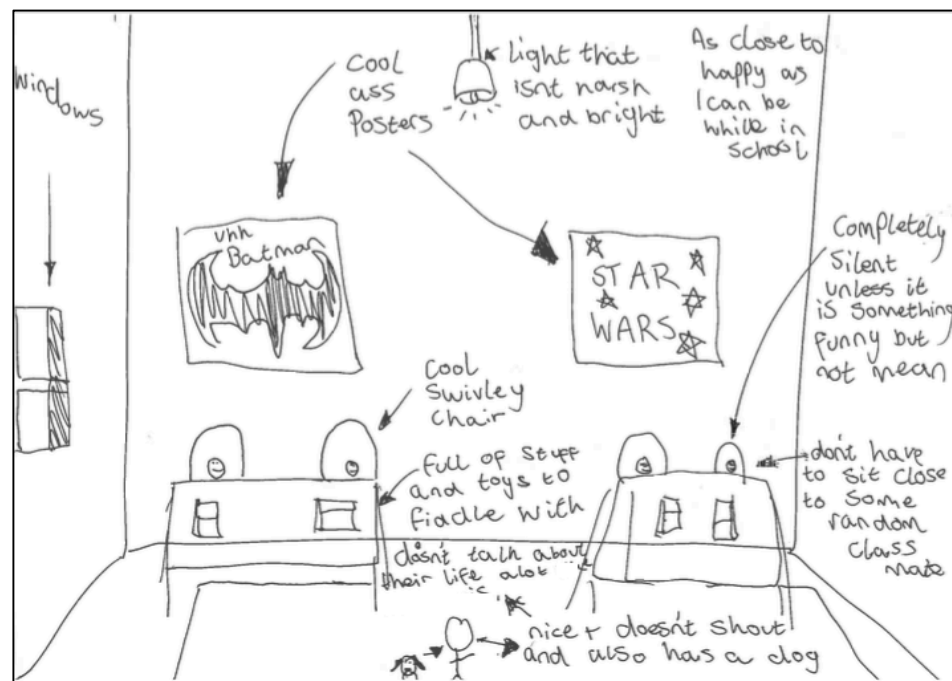 windows
Cool
ass
Posters
Light that
isnt harsh
and bright
As close to
happy as
I can be
while in
school
uhh
Batman
STAR
WARS
Completely
Silent
unless it
is something
funny but
not mean
Cool
Swivley
chair
full of stuff
and toys to
fiddle with
don't have
to sit close
to some
random
class
mate
doesn't talk about
their life alot
nice + doesn't shout
and also has a dog